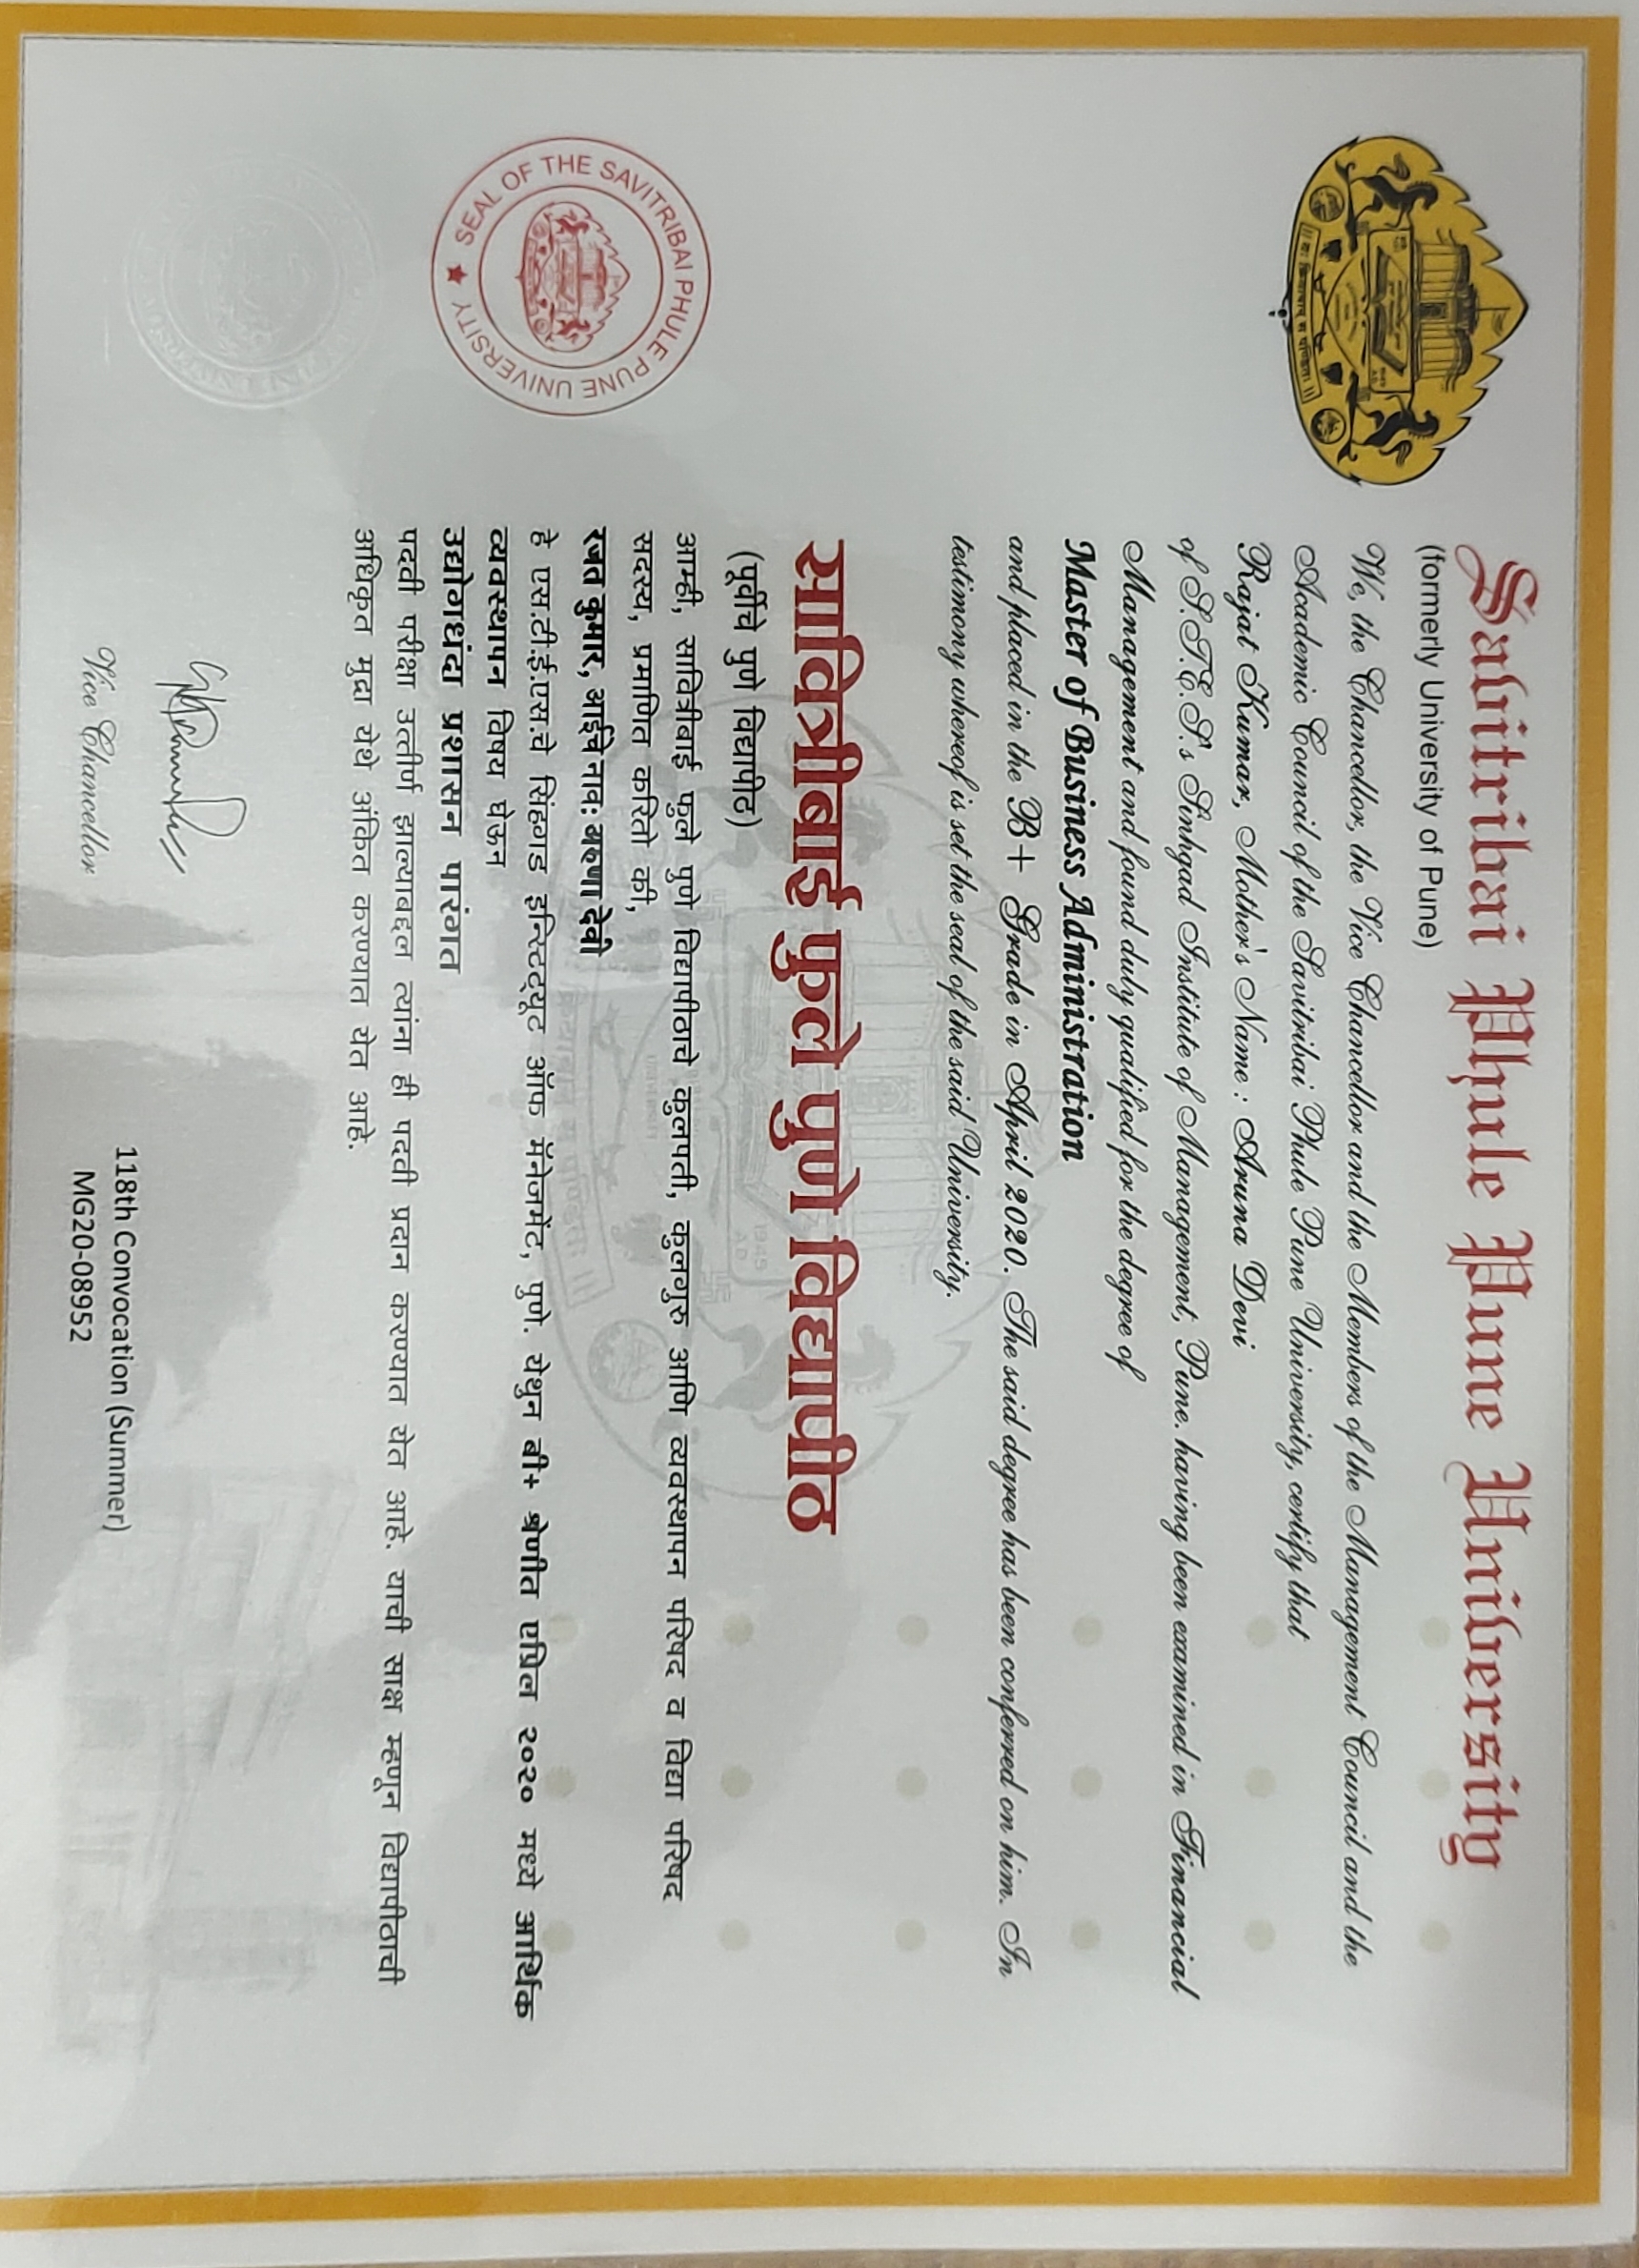 Savitribai Phule Pune University
(formerly University of Pune)
We, the Chancellor, the Vice Chancellor and the Members of the Management Council and the
Academic Council of the Savitribai Phule Pune University, certify that
Rajat Kumar, Mother's Name : Aruna Devi
of S.T.E.S.'s Sinhgad Institute of Management, Pune. having been examined in Financial
Management and found duly qualified for the degree of
Master of Business Administration
and placed in the B+ Grade in April 2020. The said degree has been conferred on him. In
testimony whereof is set the seal of the said University.
सावित्रीबाई फुले पुणे विद्यापीठ
(पूर्वीचे पुणे विद्यापीठ)
आम्ही, सावित्रीबाई फुले पुणे विद्यापीठाचे कुलपती, कुलगुरु आणि व्यवस्थापन परिषद व विद्या परिषद
सदस्य, प्रमाणित करितो की,
रजत कुमार, आईचे नाव: अरुणा देवी
हे एस.टी.ई.एस.चे सिंहगड इन्स्टिट्यूट ऑफ मॅनेजमेंट, पुणे. येथुन बी+ श्रेणीत एप्रिल २०२० मध्ये आर्थिक
व्यवस्थापन विषय घेऊन
उद्योगधंदा प्रशासन पारंगत
पदवी परीक्षा उत्तीर्ण झाल्याबद्दल त्यांना ही पदवी प्रदान करण्यात येत आहे. याची साक्ष म्हणून विद्यापीठाची
अधिकृत मुद्रा येथे अंकित करण्यात येत आहे.
SEAL OF THE SAVITRIBAI PHULE PUNE UNIVERSITY
Vice Chancellor
118th Convocation (Summer)
MG20-08952